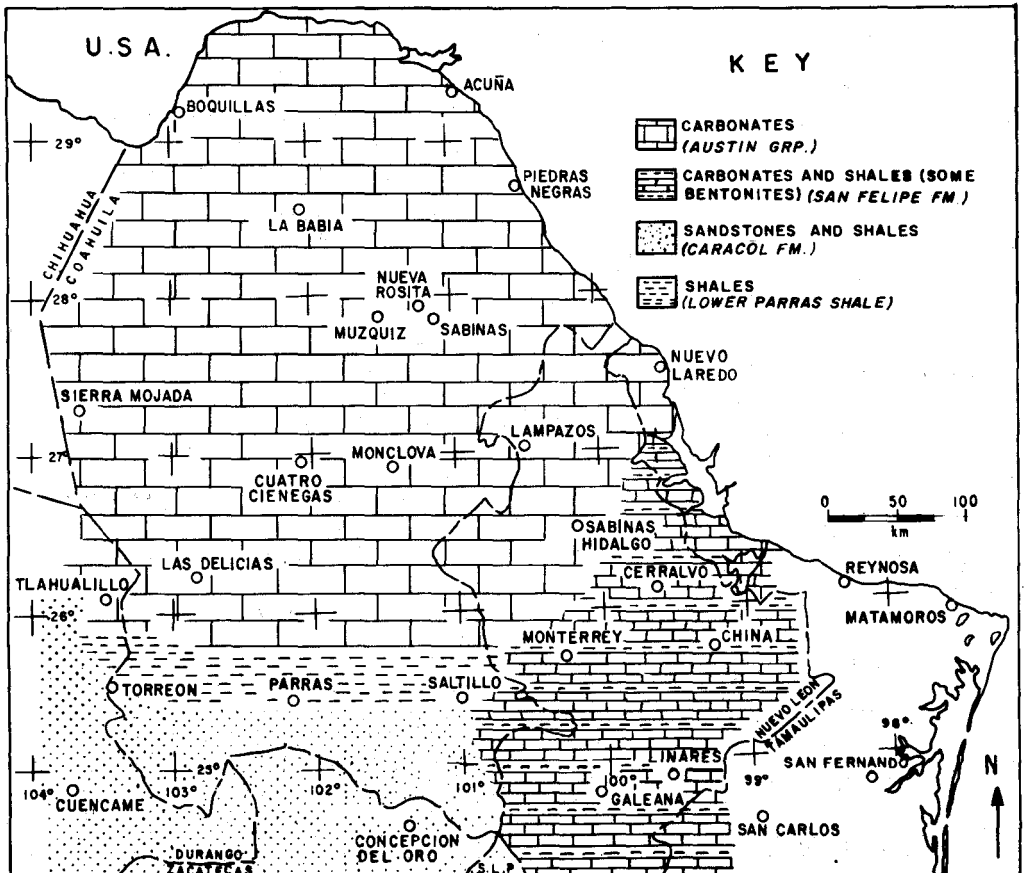 U.S.A.
KEY
ACUÑA
BOQUILLAS
CARBONATES
(AUSTIN GRP.)
29°
PIEDRAS
NEGRAS
CARBONATES AND SHALES (SOME
BENTONITES) (SAN FELIPE FM.)
LA BABIA
CHIHUAHUA
COAHUILA
SANDSTONES AND SHALES
(CARACOL FM.)
NUEVA
ROSITA
28°
SHALES
(LOWER PARRAS SHALE)
MUZQUIZ
SABINAS
NUEVO
LAREDO
SIERRA MOJADA
LAMPAZOS
MONCLOVA
27°
CUATRO
CIENEGAS
0 50 100
km
SABINAS
HIDALGO
LAS DELICIAS
CERRALVO
REYNOSA
TLAHUALILLO
26°
MATAMOROS
MONTERREY
CHINA
TORREON
PARRAS
SALTILLO
NUEVO LEON
TAMAULIPAS
98°
LINARES
SAN FERNANDO
N
25°
104°
103°
102°
101°
100°
99°
CUENCAME
GALEANA
SAN CARLOS
CONCEPCION
DEL ORO
DURANGO
ZACATECAS
S.L.P